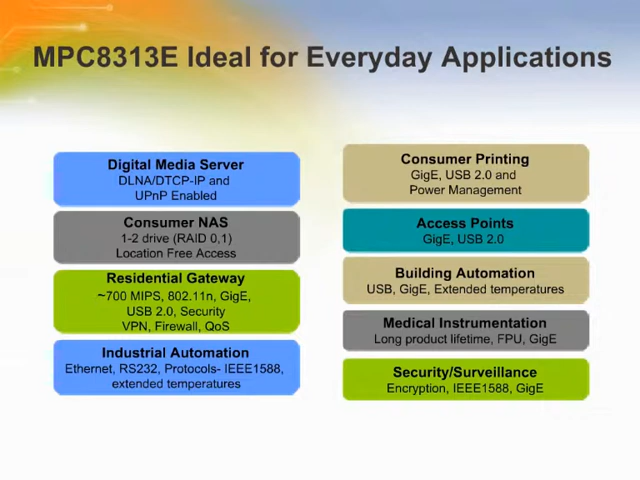 MPC8313E Ideal for Everyday Applications
Digital Media Server
DLNA/DTCP-IP and
UPnP Enabled
Consumer NAS
1-2 drive (RAID 0,1)
Location Free Access
Residential Gateway
~700 MIPS, 802.11n, GigE,
USB 2.0, Security
VPN, Firewall, QoS
Industrial Automation
Ethernet, RS232, Protocols- IEEE1588,
extended temperatures
Consumer Printing
GigE, USB 2.0 and
Power Management
Access Points
GigE, USB 2.0
Building Automation
USB, GigE, Extended temperatures
Medical Instrumentation
Long product lifetime, FPU, GigE
Security/Surveillance
Encryption, IEEE1588, GigE